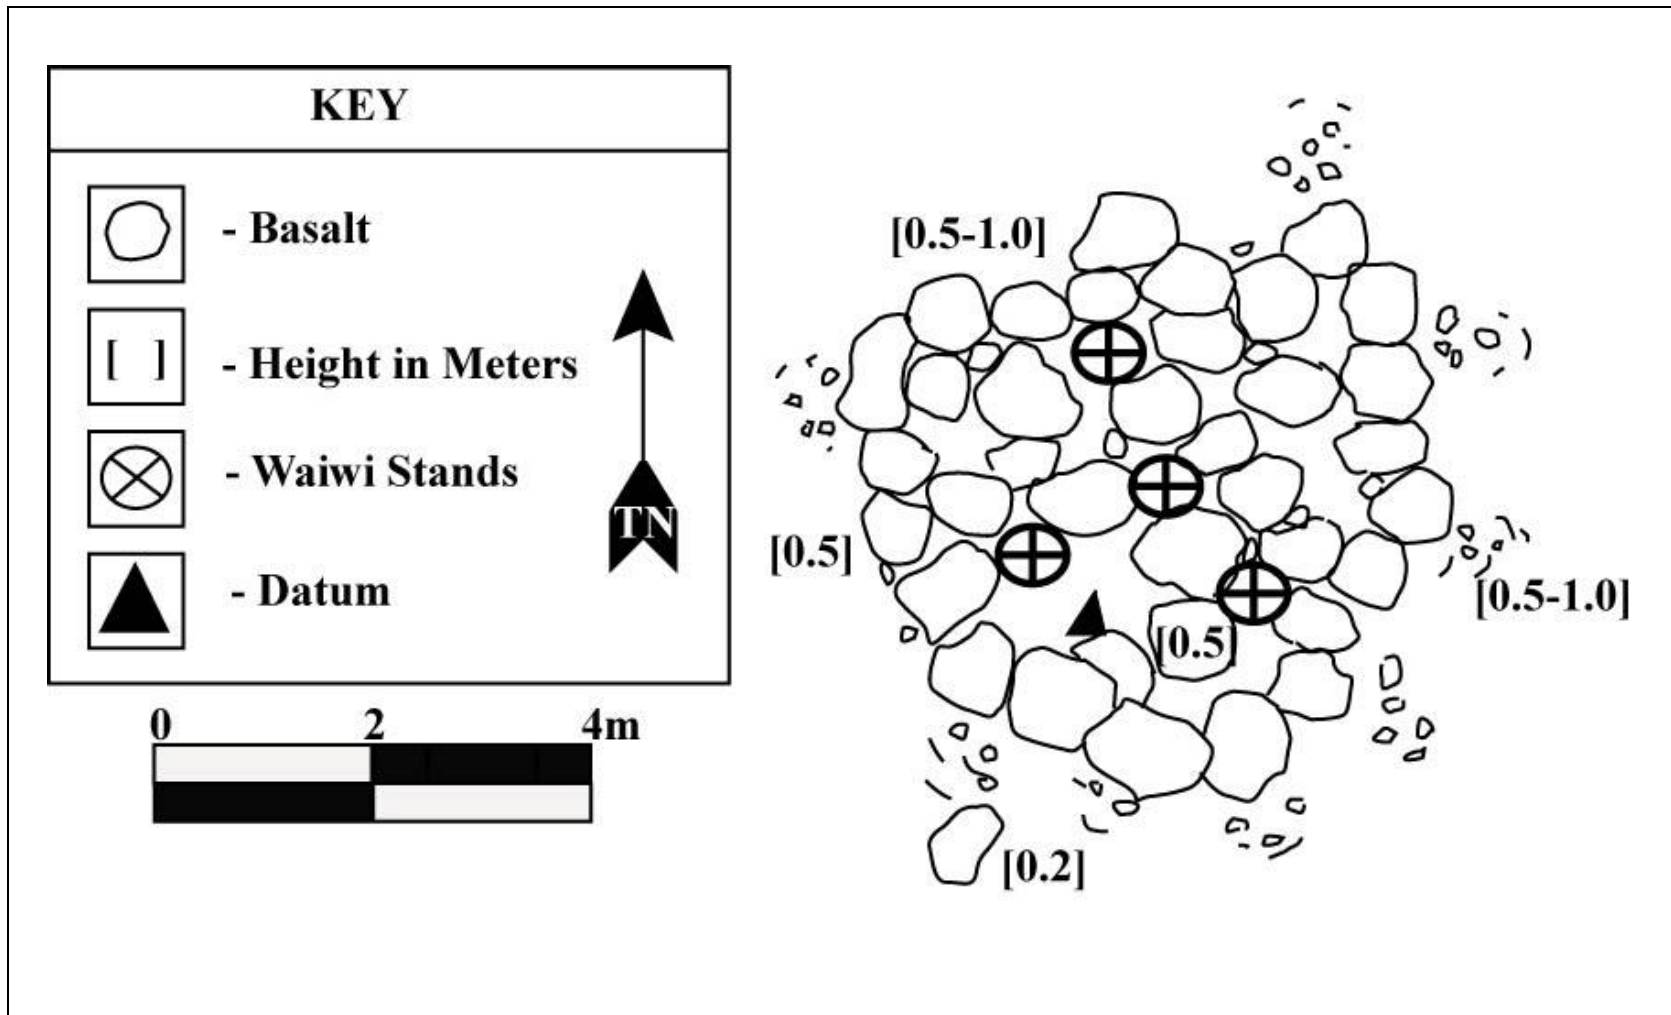 KEY
- Basalt
[ ] - Height in Meters
- Waiwi Stands
- Datum
TN
0 2 4m
[0.5-1.0]
[0.5]
[0.5-1.0]
[0.5]
[0.2]